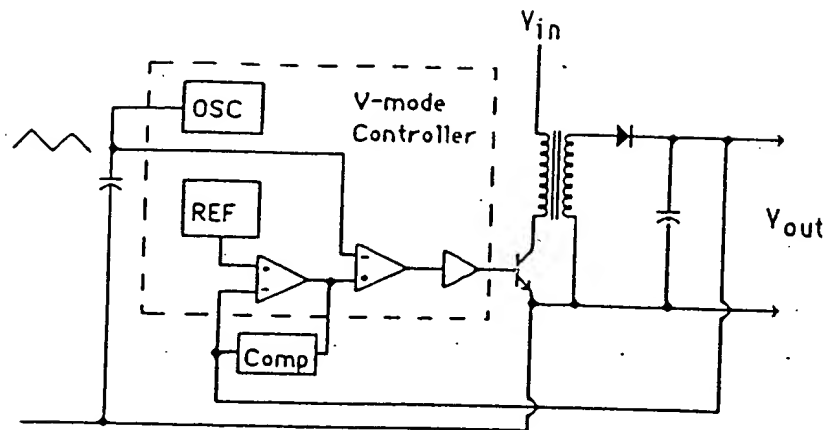 Vin
OSC
V-mode
Controller
REF
Vout
+
-
-
+
Comp